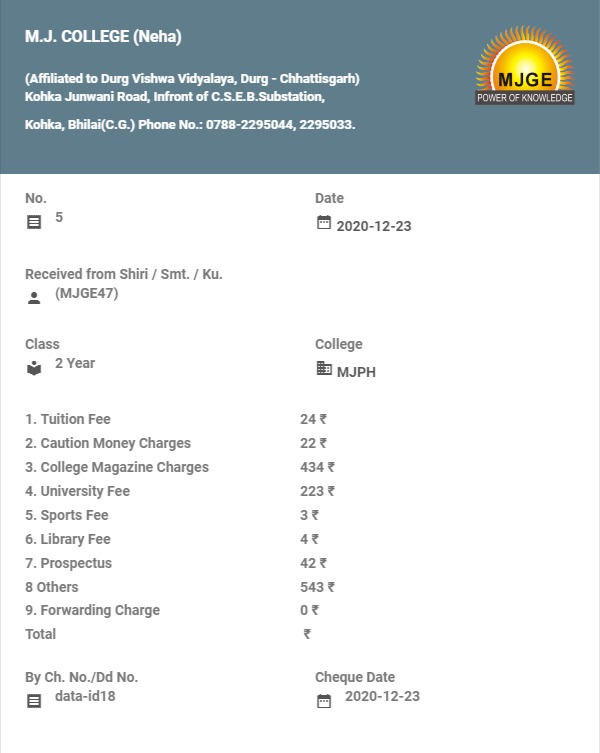 M.J. COLLEGE (Neha)
(Affiliated to Durg Vishwa Vidyalaya, Durg - Chhattisgarh)
Kohka Junwani Road, Infront of C.S.E.B.Substation,
Kohka, Bhilai(C.G.) Phone No.: 0788-2295044, 2295033.
MJGE
POWER OF KNOWLEDGE
No.
5
Date
2020-12-23
Received from Shiri / Smt. / Ku.
(MJGE47)
Class
2 Year
College
MJPH
1. Tuition Fee 24 ₹
2. Caution Money Charges 22 ₹
3. College Magazine Charges 434 ₹
4. University Fee 223 ₹
5. Sports Fee 3 ₹
6. Library Fee 4 ₹
7. Prospectus 42 ₹
8 Others 543 ₹
9. Forwarding Charge 0 ₹
Total ₹
By Ch. No./Dd No.
data-id18
Cheque Date
2020-12-23